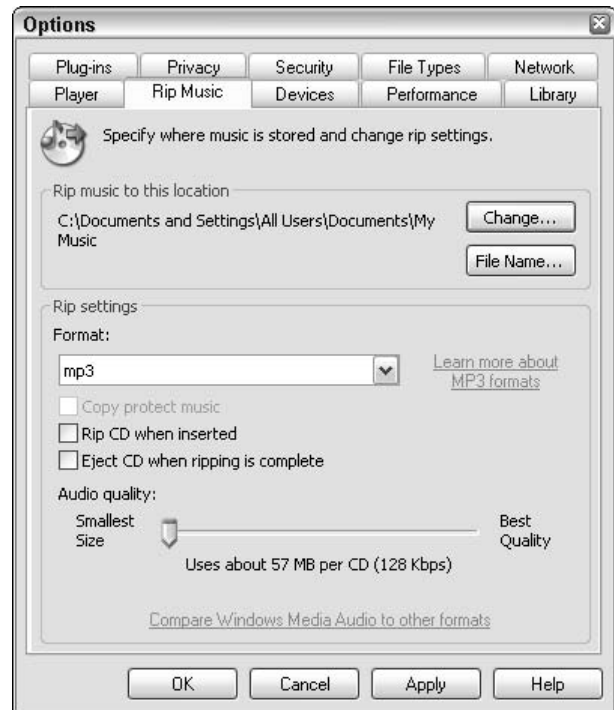 Options
Plug-ins Privacy Security File Types Network
Player Rip Music Devices Performance Library
Specify where music is stored and change rip settings.
Rip music to this location
C:\Documents and Settings\All Users\Documents\My
Music
Change...
File Name...
Rip settings
Format:
mp3
Learn more about
MP3 formats
Copy protect music
Rip CD when inserted
Eject CD when ripping is complete
Audio quality:
Smallest
Size
Best
Quality
Uses about 57 MB per CD (128 Kbps)
Compare Windows Media Audio to other formats
OK Cancel Apply Help